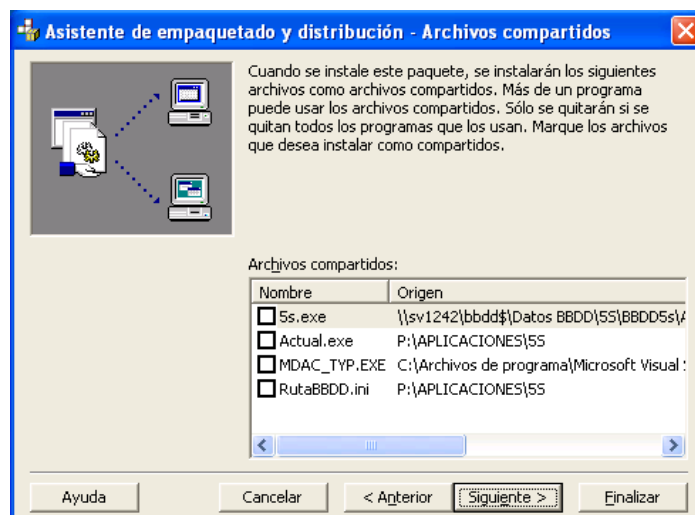 Asistente de empaquetado y distribución - Archivos compartidos
Cuando se instale este paquete, se instalarán los siguientes
archivos como archivos compartidos. Más de un programa
puede usar los archivos compartidos. Sólo se quitarán si se
quitan todos los programas que los usan. Marque los archivos
que desea instalar como compartidos.
Archivos compartidos:
Nombre Origen
5s.exe \\sv1242\bbdd$\Datos BBDD\5S\BBDD5s\A
Actual.exe P:\APLICACIONES\5S
MDAC_TYP.EXE C:\Archivos de programa\Microsoft Visual S
RutaBBDD.ini P:\APLICACIONES\5S
Ayuda Cancelar < Anterior Siguiente > Finalizar